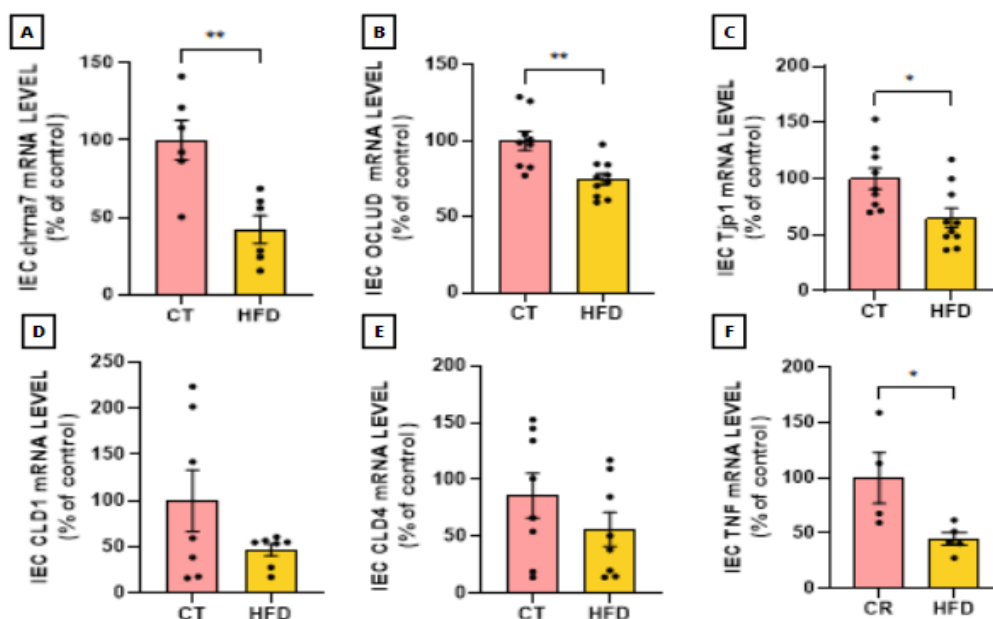 A
IEC chrna7 mRNA LEVEL
(% of control)
150
100
50
0
**
CT HFD
B
IEC OCLUD mRNA LEVEL
(% of control)
150
100
50
0
**
CT HFD
C
IEC Tjp1 mRNA LEVEL
(% of control)
200
150
100
50
0
*
CT HFD
D
IEC CLD1 mRNA LEVEL
(% of control)
250
200
150
100
50
0
CT HFD
E
IEC CLD4 mRNA LEVEL
(% of control)
200
150
100
50
0
CT HFD
F
IEC TNF mRNA LEVEL
(% of control)
200
150
100
50
0
*
CR HFD